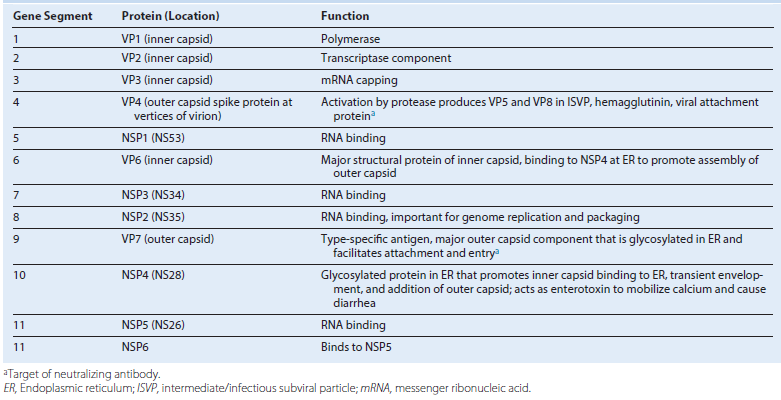 Gene Segment Protein (Location) Function
1 VP1 (inner capsid) Polymerase
2 VP2 (inner capsid) Transcriptase component
3 VP3 (inner capsid) mRNA capping
4 VP4 (outer capsid spike protein at vertices of virion) Activation by protease produces VP5 and VP8 in ISVP, hemagglutinin, viral attachment proteinᵃ
5 NSP1 (NS53) RNA binding
6 VP6 (inner capsid) Major structural protein of inner capsid, binding to NSP4 at ER to promote assembly of outer capsid
7 NSP3 (NS34) RNA binding
8 NSP2 (NS35) RNA binding, important for genome replication and packaging
9 VP7 (outer capsid) Type-specific antigen, major outer capsid component that is glycosylated in ER and facilitates attachment and entryᵃ
10 NSP4 (NS28) Glycosylated protein in ER that promotes inner capsid binding to ER, transient envelopment, and addition of outer capsid; acts as enterotoxin to mobilize calcium and cause diarrhea
11 NSP5 (NS26) RNA binding
11 NSP6 Binds to NSP5
ᵃTarget of neutralizing antibody.
ER, Endoplasmic reticulum; ISVP, intermediate/infectious subviral particle; mRNA, messenger ribonucleic acid.